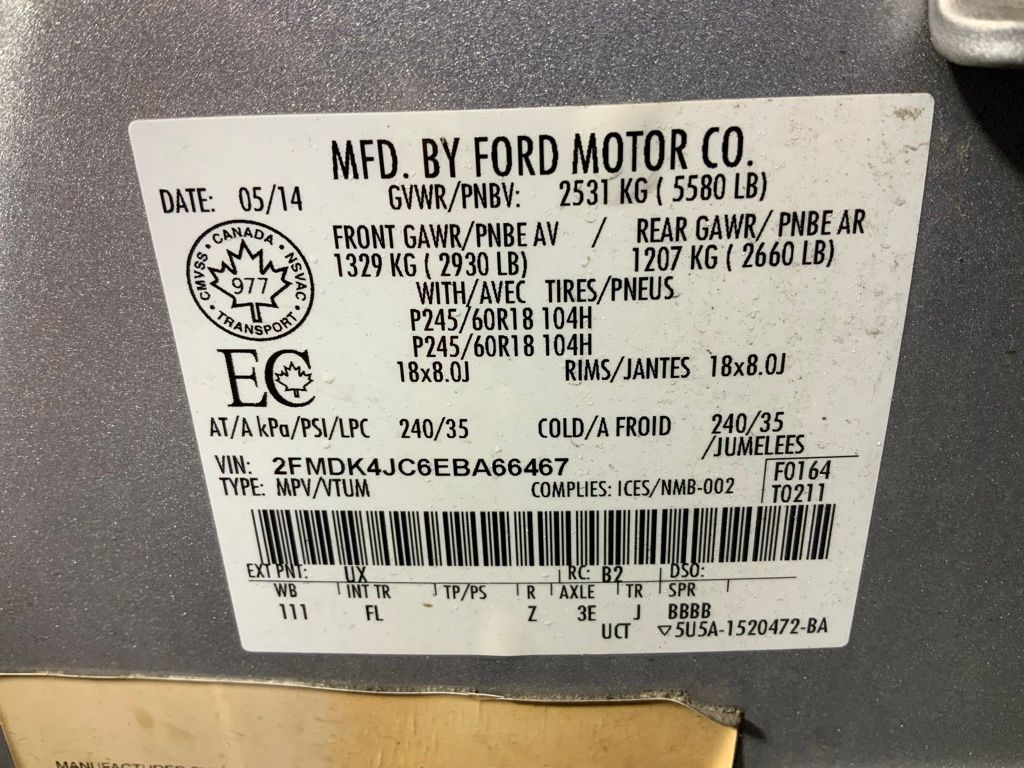 MFD. BY FORD MOTOR CO.
DATE: 05/14 GVWR/PNBV: 2531 KG ( 5580 LB)
FRONT GAWR/PNBE AV / REAR GAWR/ PNBE AR
1329 KG ( 2930 LB) 1207 KG ( 2660 LB)
WITH/AVEC TIRES/PNEUS
P245/60R18 104H
P245/60R18 104H
18x8.0J RIMS/JANTES 18x8.0J
CANADA
CMVSS 977 NSVAC
TRANSPORT
EC
AT/A kPa/PSI/LPC 240/35 COLD/A FROID 240/35
/JUMELEES
VIN: 2FMDK4JC6EBA66467 F0164
TYPE: MPV/VTUM COMPLIES: ICES/NMB-002 T0211
EXT PNT: UX RC: B2 DSO:
WB INT TR TP/PS R AXLE TR SPR
111 FL Z 3E J BBBB
UCT ▽5U5A-1520472-BA